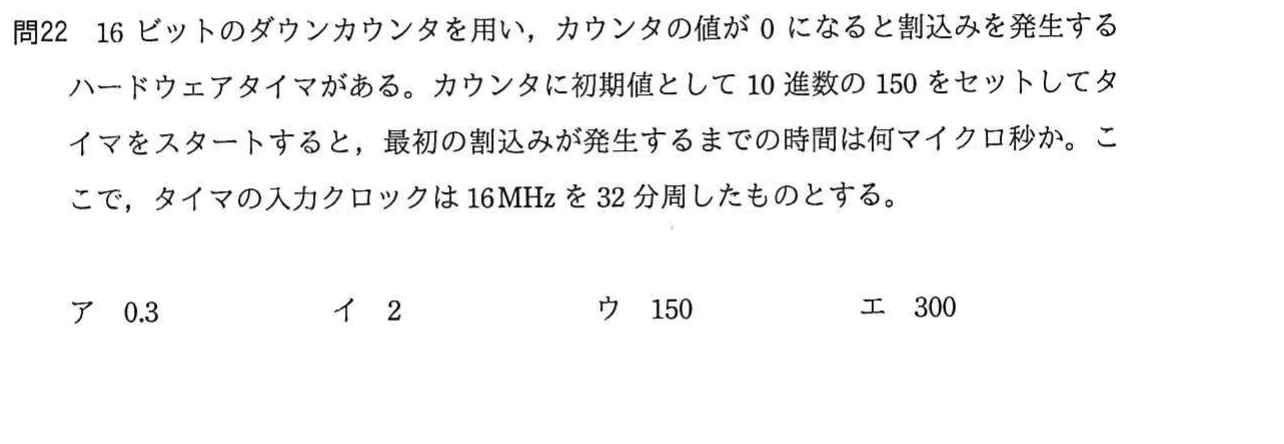 問22 16 ビットのダウンカウンタを用い，カウンタの値が 0 になると割込みを発生する
ハードウェアタイマがある。カウンタに初期値として 10 進数の 150 をセットしてタ
イマをスタートすると，最初の割込みが発生するまでの時間は何マイクロ秒か。こ
こで，タイマの入力クロックは 16MHz を 32 分周したものとする。
ア 0.3 イ 2 ウ 150 エ 300